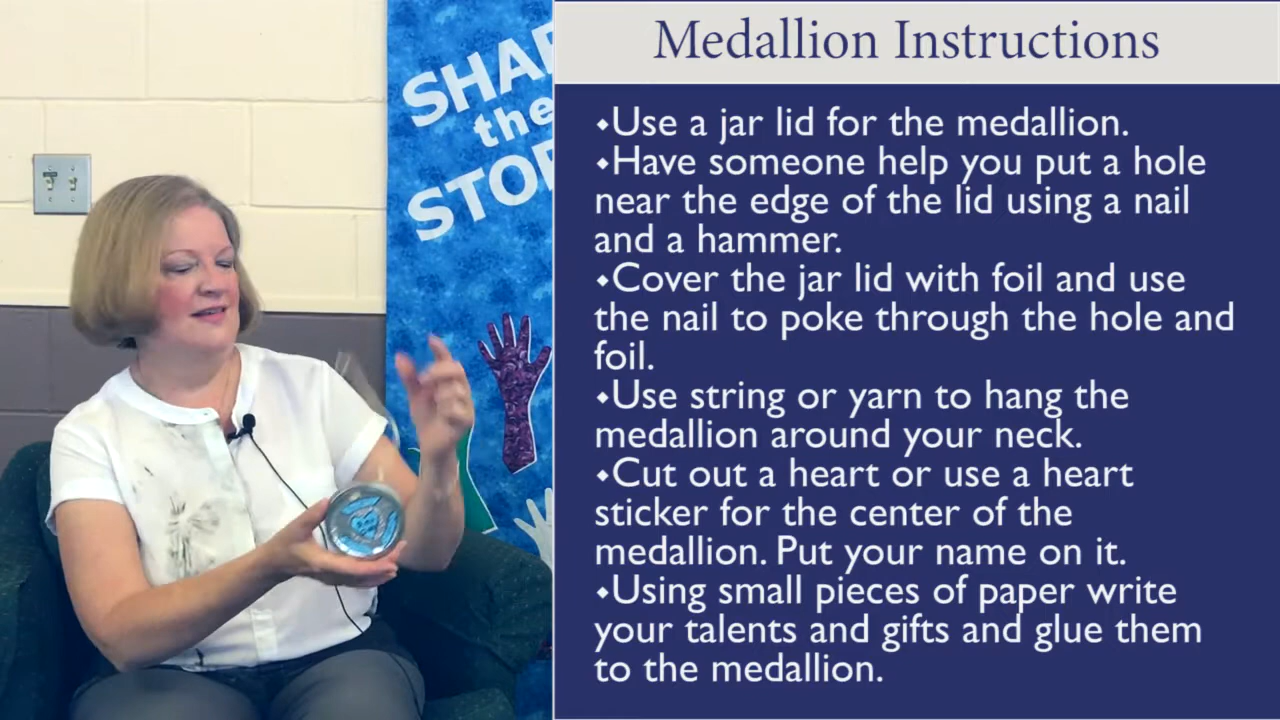 SHAR
the
STOR
Medallion Instructions
⬥Use a jar lid for the medallion.
⬥Have someone help you put a hole
near the edge of the lid using a nail
and a hammer.
⬥Cover the jar lid with foil and use
the nail to poke through the hole and
foil.
⬥Use string or yarn to hang the
medallion around your neck.
⬥Cut out a heart or use a heart
sticker for the center of the
medallion. Put your name on it.
⬥Using small pieces of paper write
your talents and gifts and glue them
to the medallion.